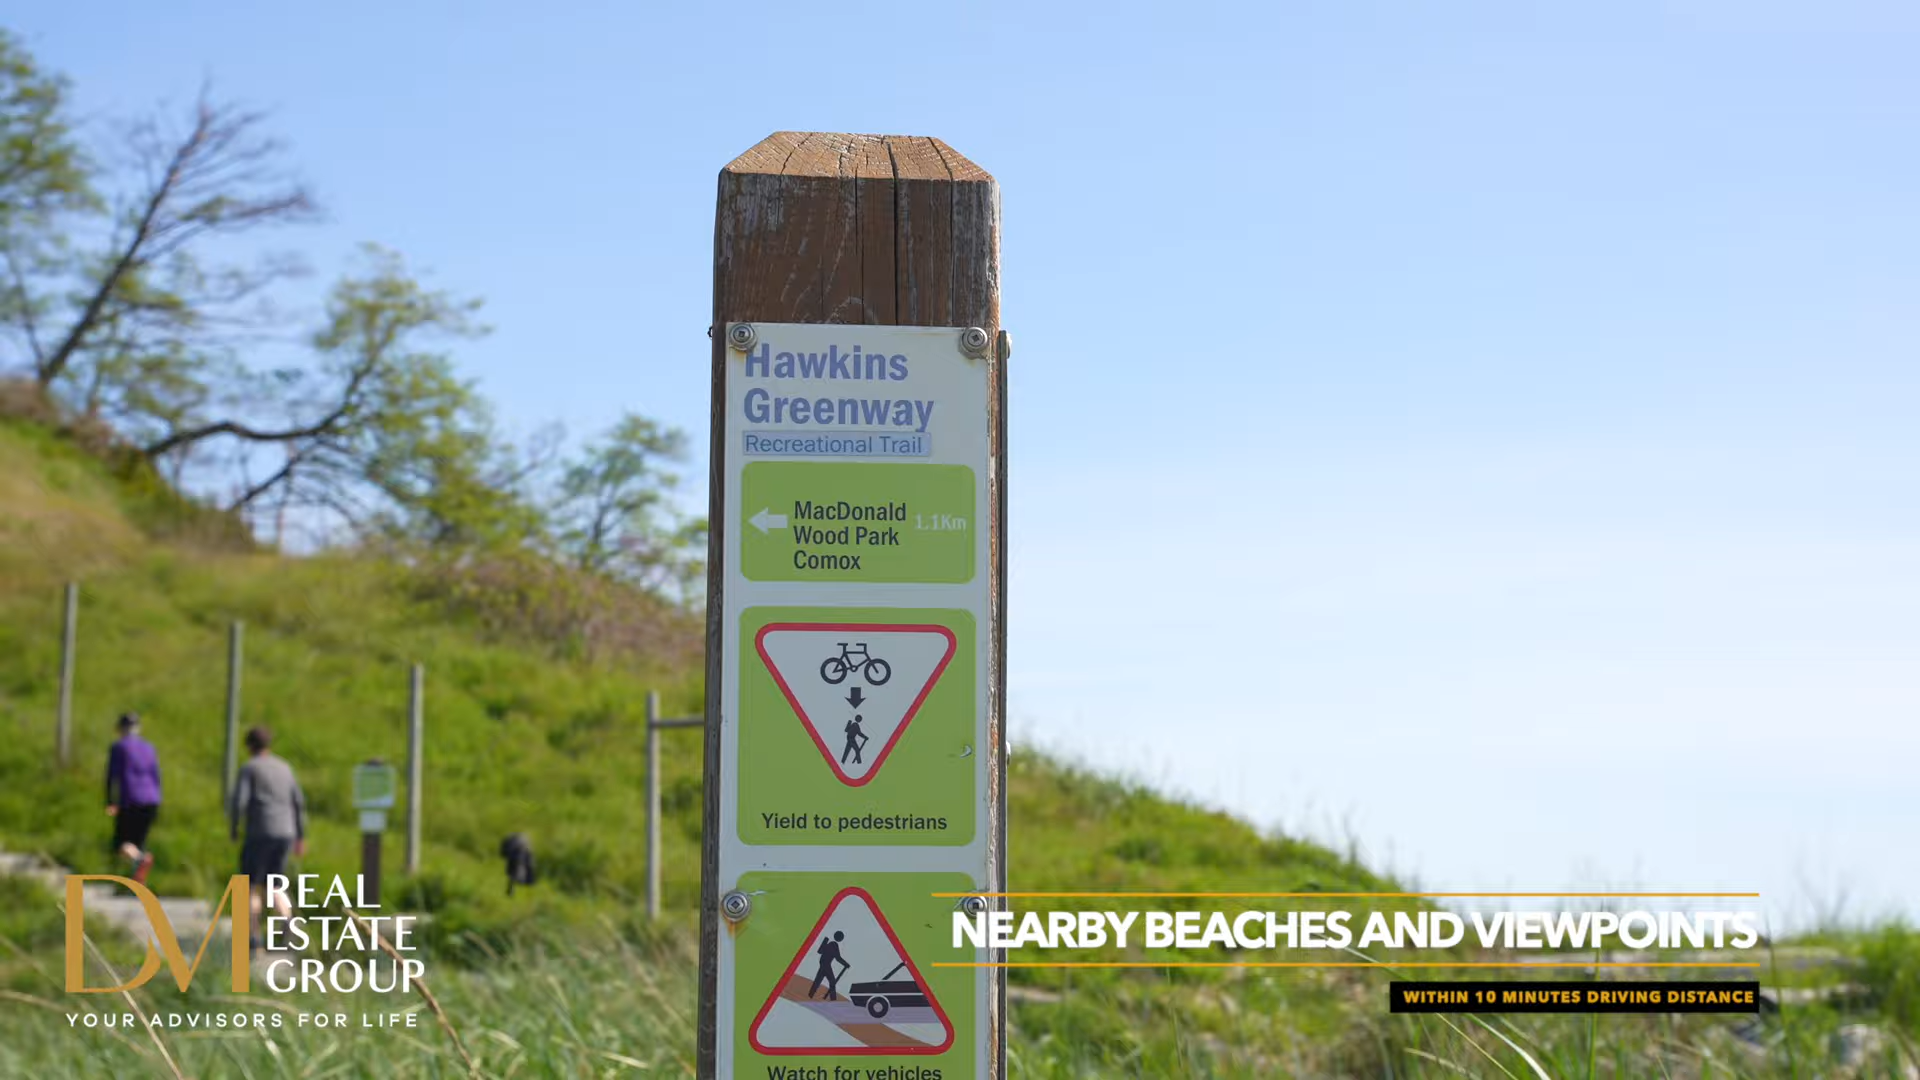 Hawkins
Greenway
Recreational Trail
MacDonald
Wood Park
Comox
1.1Km
Yield to pedestrians
Watch for vehicles
DM
REAL
ESTATE
GROUP
YOUR ADVISORS FOR LIFE
NEARBY BEACHES AND VIEWPOINTS
WITHIN 10 MINUTES DRIVING DISTANCE